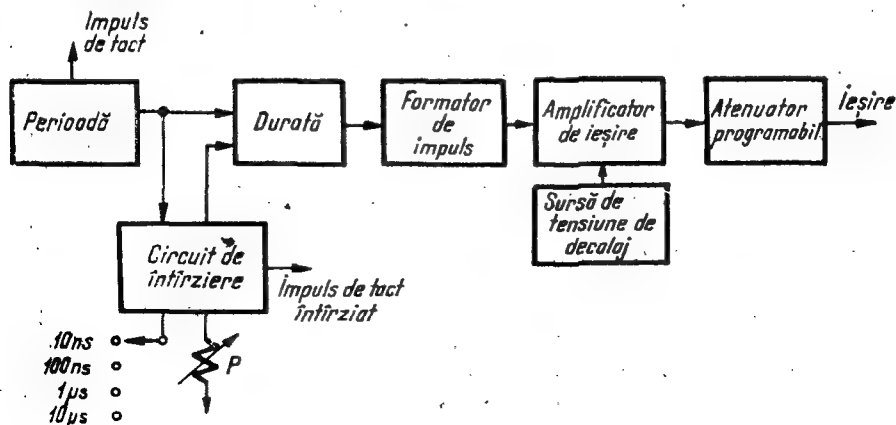 Impuls
de tact
Perioadă
Durată
Formator
de
impuls
Amplificator
de ieșire
Atenuator
programabil.
Ieșire
Sursă de
tensiune de
decalaj
Circuit de
întîrziere
Impuls de tact
întîrziat
10ns
100ns
1μs
10μs
P